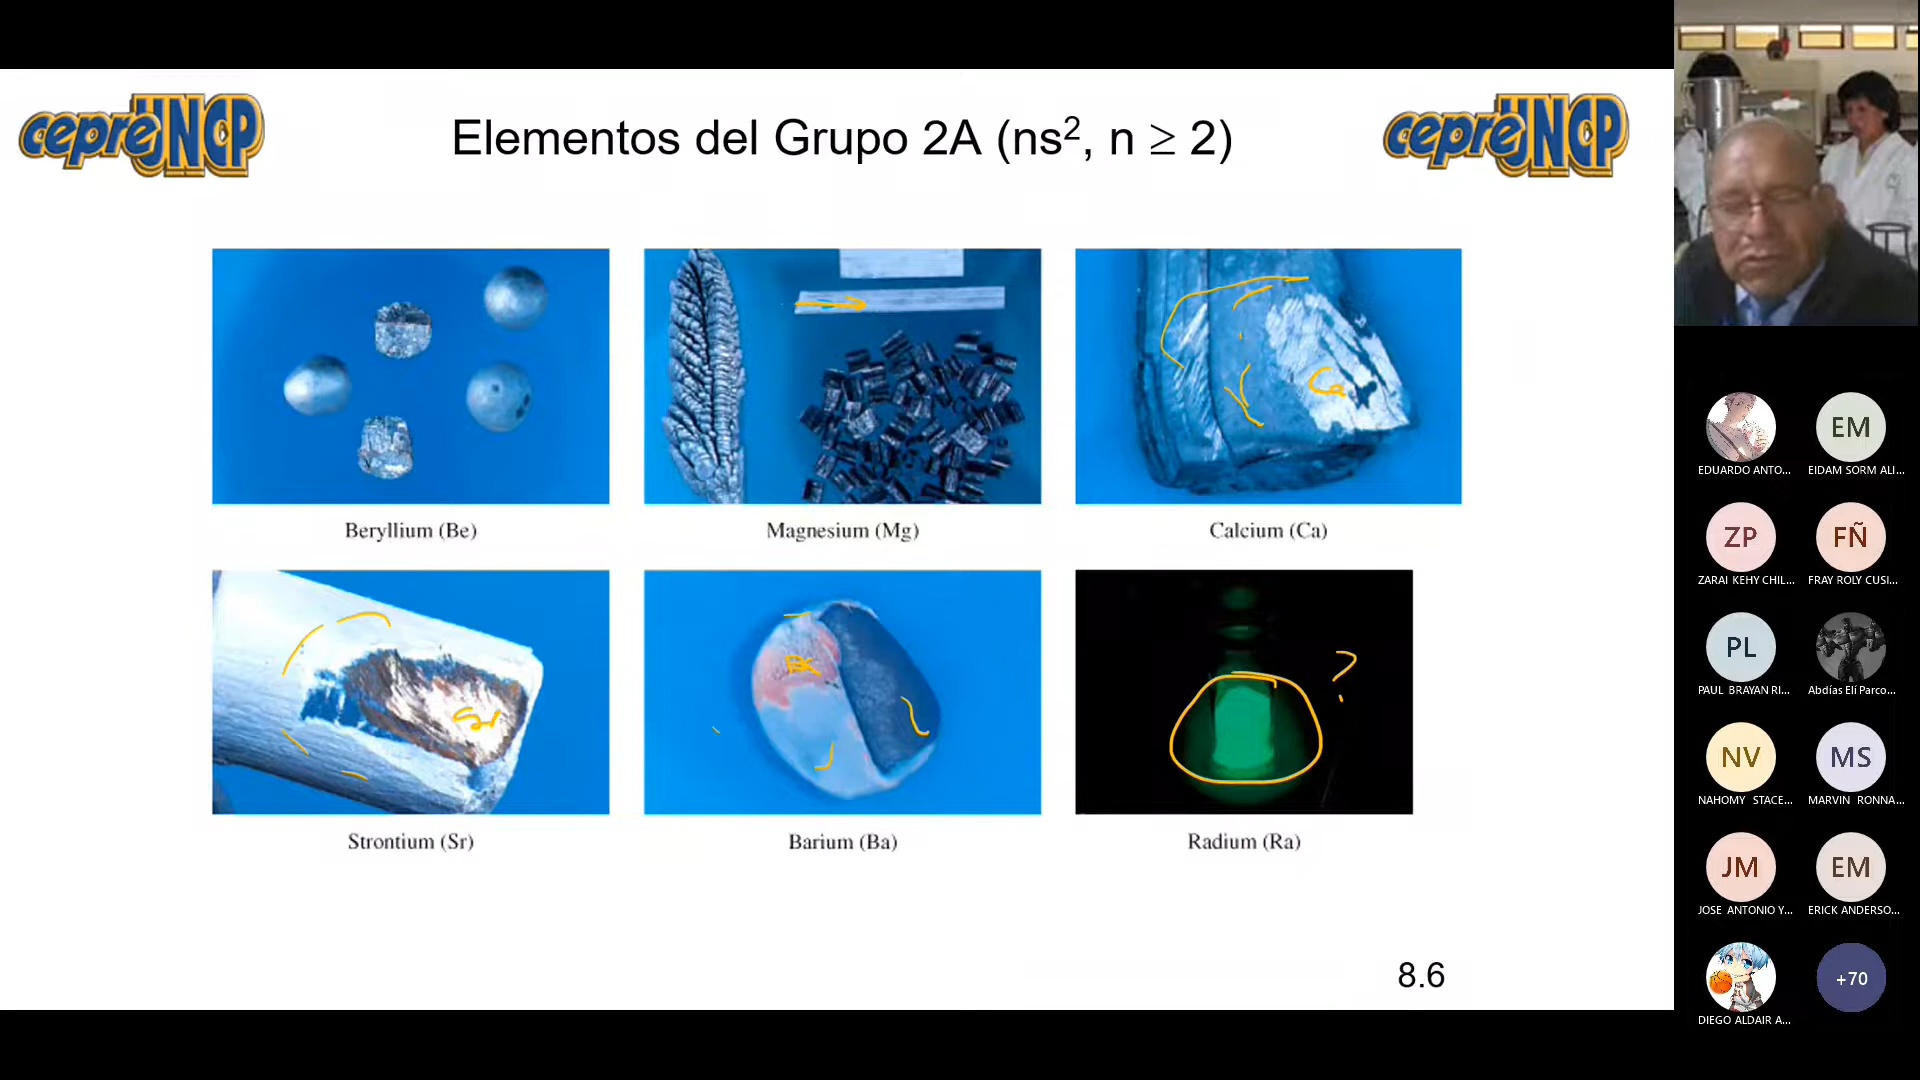 cepreUNCP
Elementos del Grupo 2A (ns², n ≥ 2)
cepreUNCP
Ca
Beryllium (Be)
Magnesium (Mg)
Calcium (Ca)
Sr
?
Strontium (Sr)
Barium (Ba)
Radium (Ra)
8.6
EM
EDUARDO ANTO...
EIDAM SORM ALI...
ZP
FÑ
ZARAI KEHY CHIL...
FRAY ROLY CUSI...
PL
PAUL BRAYAN RI...
Abdías Elí Parco...
NV
MS
NAHOMY STACE...
MARVIN RONNA...
JM
EM
JOSE ANTONIO Y...
ERICK ANDERSO...
+70
DIEGO ALDAIR A...